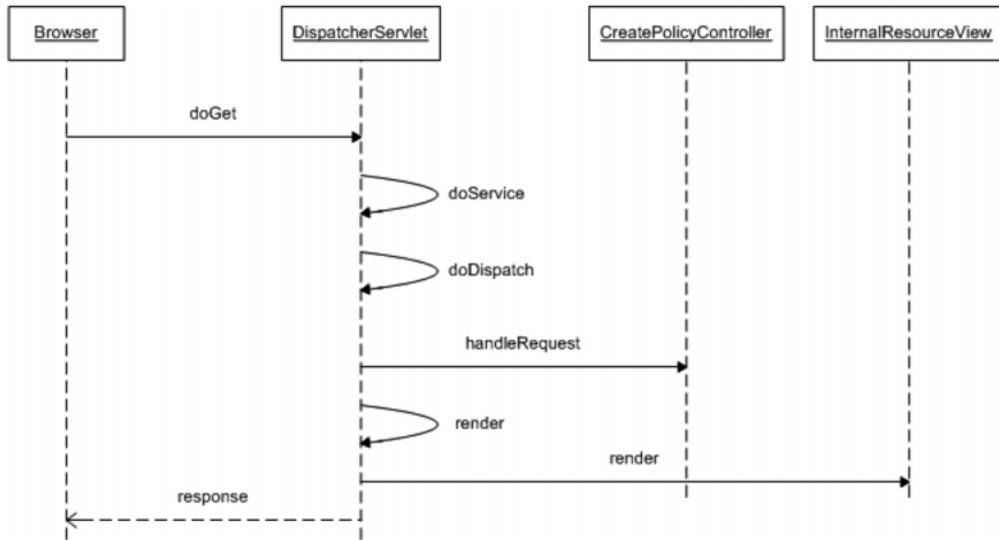 Browser
DispatcherServlet
CreatePolicyController
InternalResourceView
doGet
doService
doDispatch
handleRequest
render
render
response